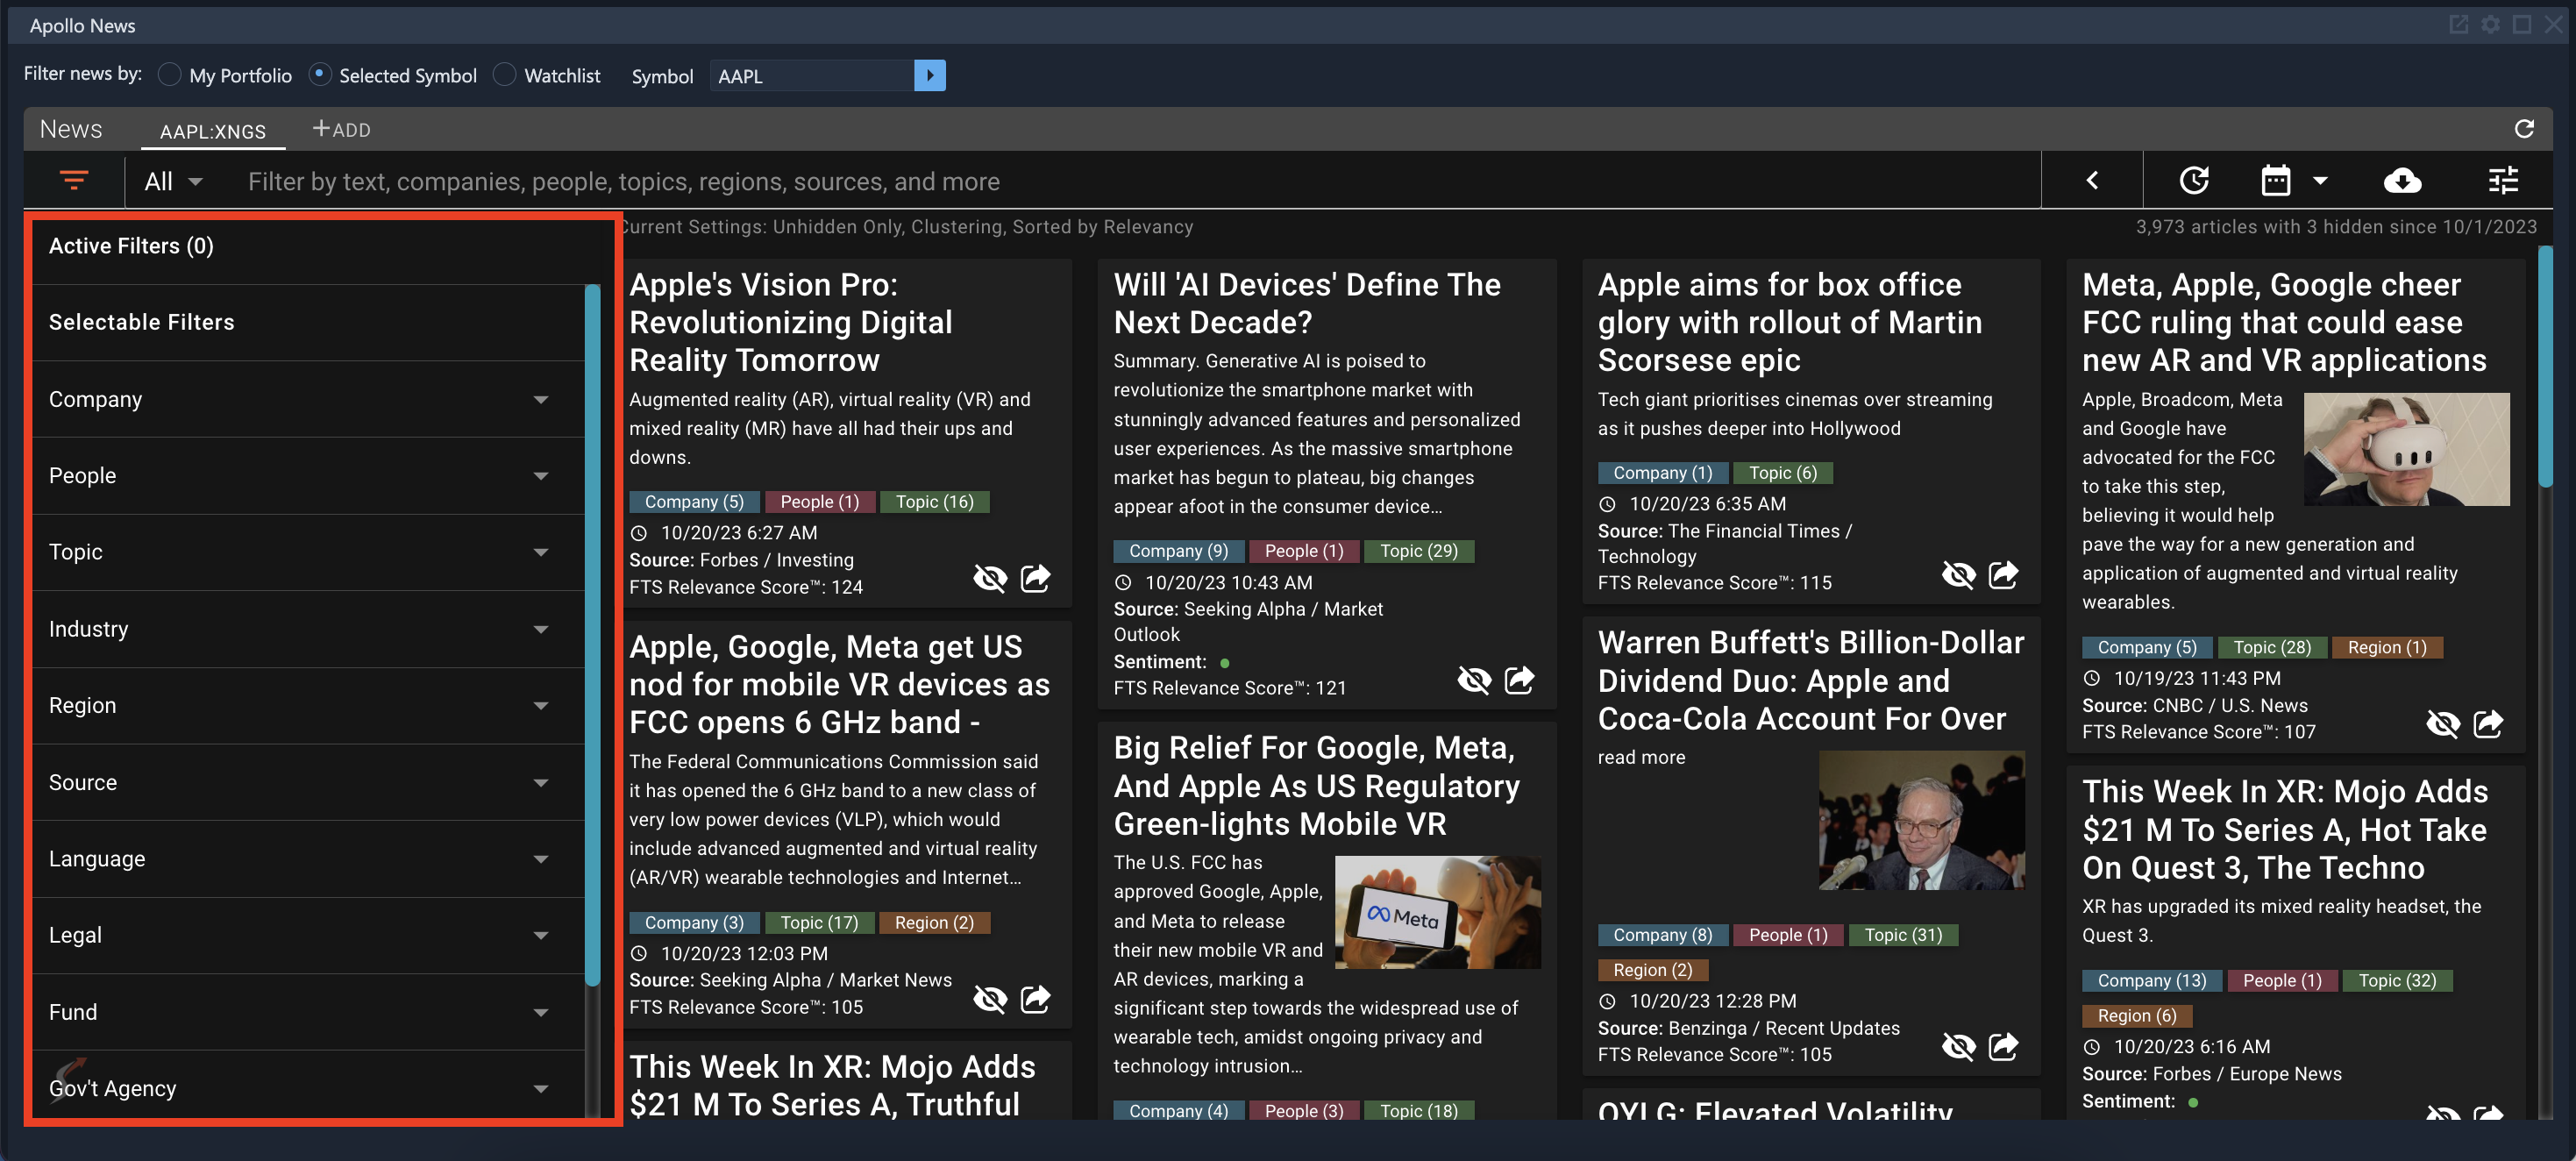 Apollo News
Filter news by: My Portfolio Selected Symbol Watchlist Symbol AAPL
News AAPL:XNGS +ADD
All Filter by text, companies, people, topics, regions, sources, and more
Current Settings: Unhidden Only, Clustering, Sorted by Relevancy
3,973 articles with 3 hidden since 10/1/2023
Active Filters (0)
Selectable Filters
Company
People
Topic
Industry
Region
Source
Language
Legal
Fund
Gov't Agency
Apple's Vision Pro:
Revolutionizing Digital
Reality Tomorrow
Augmented reality (AR), virtual reality (VR) and
mixed reality (MR) have all had their ups and
downs.
Company (5) People (1) Topic (16)
10/20/23 6:27 AM
Source: Forbes / Investing
FTS Relevance Score™: 124
Apple, Google, Meta get US
nod for mobile VR devices as
FCC opens 6 GHz band -
The Federal Communications Commission said
it has opened the 6 GHz band to a new class of
very low power devices (VLP), which would
include advanced augmented and virtual reality
(AR/VR) wearable technologies and Internet…
Company (3) Topic (17) Region (2)
10/20/23 12:03 PM
Source: Seeking Alpha / Market News
FTS Relevance Score™: 105
This Week In XR: Mojo Adds
$21 M To Series A, Truthful
Will 'AI Devices' Define The
Next Decade?
Summary. Generative AI is poised to
revolutionize the smartphone market with
stunningly advanced features and personalized
user experiences. As the massive smartphone
market has begun to plateau, big changes
appear afoot in the consumer device…
Company (9) People (1) Topic (29)
10/20/23 10:43 AM
Source: Seeking Alpha / Market
Outlook
Sentiment:
FTS Relevance Score™: 121
Big Relief For Google, Meta,
And Apple As US Regulatory
Green-lights Mobile VR
The U.S. FCC has
approved Google, Apple,
and Meta to release
their new mobile VR and
AR devices, marking a
significant step towards the widespread use of
wearable tech, amidst ongoing privacy and
technology intrusion…
Meta
Company (4) People (3) Topic (18)
Apple aims for box office
glory with rollout of Martin
Scorsese epic
Tech giant prioritises cinemas over streaming
as it pushes deeper into Hollywood
Company (1) Topic (6)
10/20/23 6:35 AM
Source: The Financial Times /
Technology
FTS Relevance Score™: 115
Warren Buffett's Billion-Dollar
Dividend Duo: Apple and
Coca-Cola Account For Over
read more
Company (8) People (1) Topic (31)
Region (2)
10/20/23 12:28 PM
Source: Benzinga / Recent Updates
FTS Relevance Score™: 105
OYLG: Elevated Volatility
Meta, Apple, Google cheer
FCC ruling that could ease
new AR and VR applications
Apple, Broadcom, Meta
and Google have
advocated for the FCC
to take this step,
believing it would help
pave the way for a new generation and
application of augmented and virtual reality
wearables.
Company (5) Topic (28) Region (1)
10/19/23 11:43 PM
Source: CNBC / U.S. News
FTS Relevance Score™: 107
This Week In XR: Mojo Adds
$21 M To Series A, Hot Take
On Quest 3, The Techno
XR has upgraded its mixed reality headset, the
Quest 3.
Company (13) People (1) Topic (32)
Region (6)
10/20/23 6:16 AM
Source: Forbes / Europe News
Sentiment: